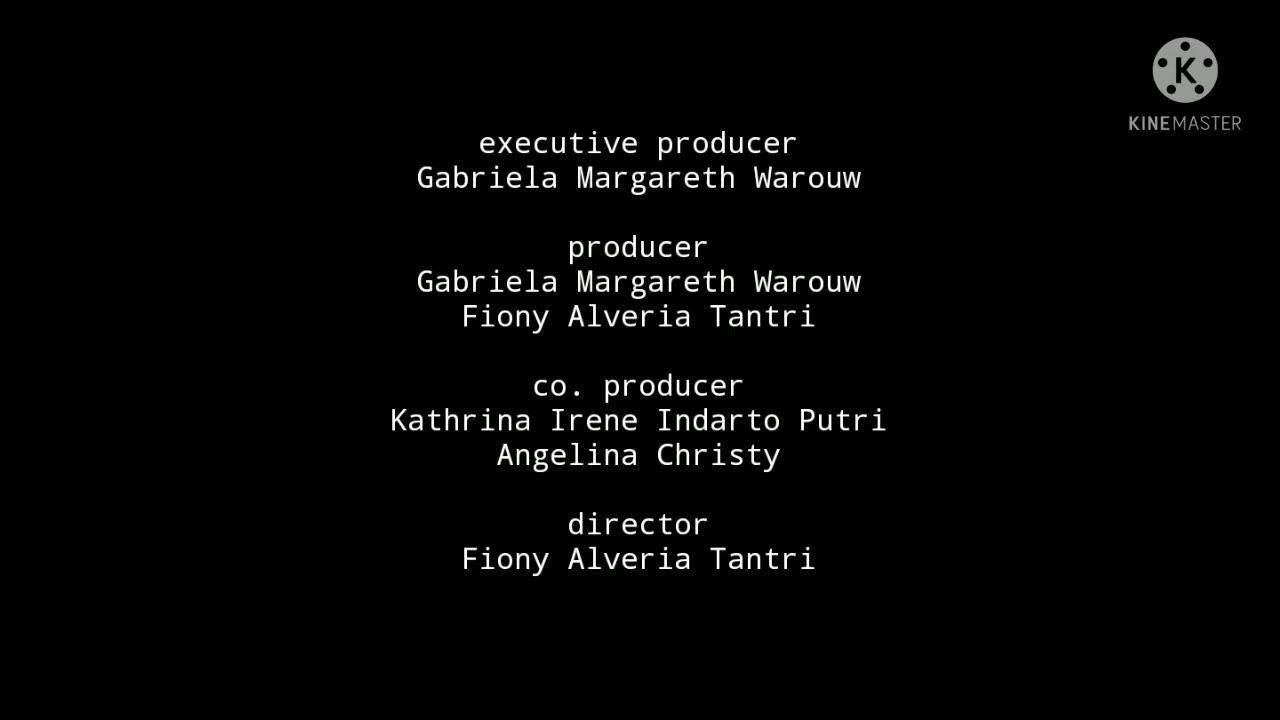 KINEMASTER
executive producer
Gabriela Margareth Warouw
producer
Gabriela Margareth Warouw
Fiony Alveria Tantri
co. producer
Kathrina Irene Indarto Putri
Angelina Christy
director
Fiony Alveria Tantri